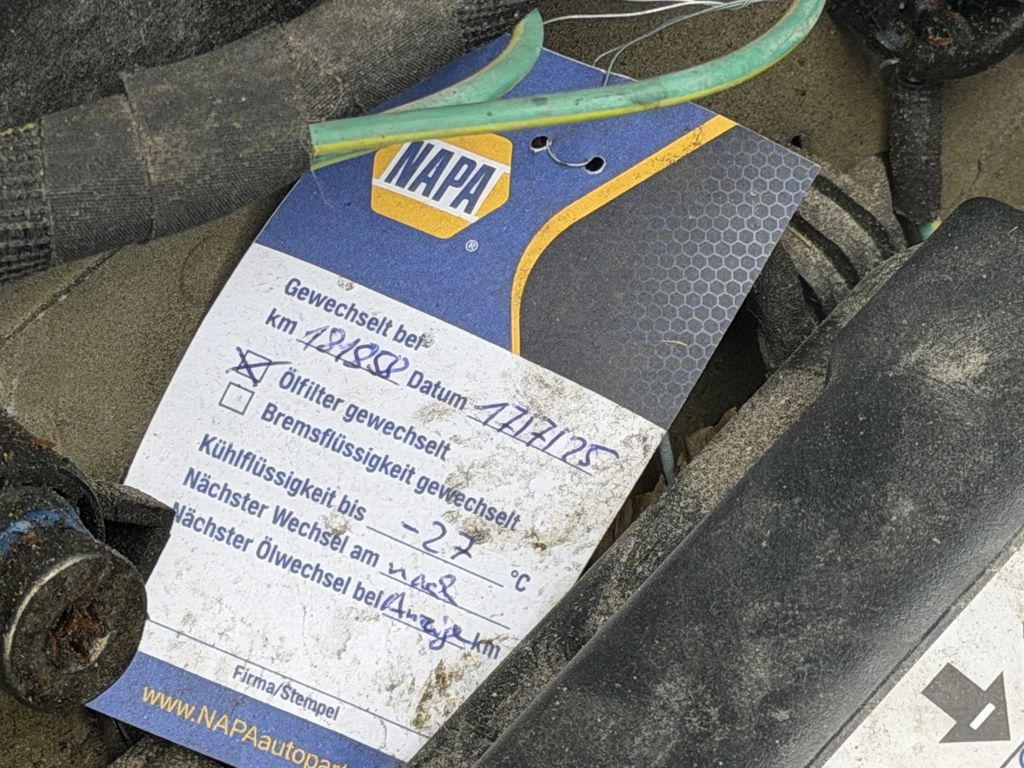 NAPA
®
Gewechselt bei
km 181858 Datum 17/7/25
Ölfilter gewechselt
Bremsflüssigkeit gewechselt
Kühlflüssigkeit bis -27 °C
Nächster Wechsel am nach
Nächster Ölwechsel bei Anzeige km
Firma/Stempel
www.NAPAautopart